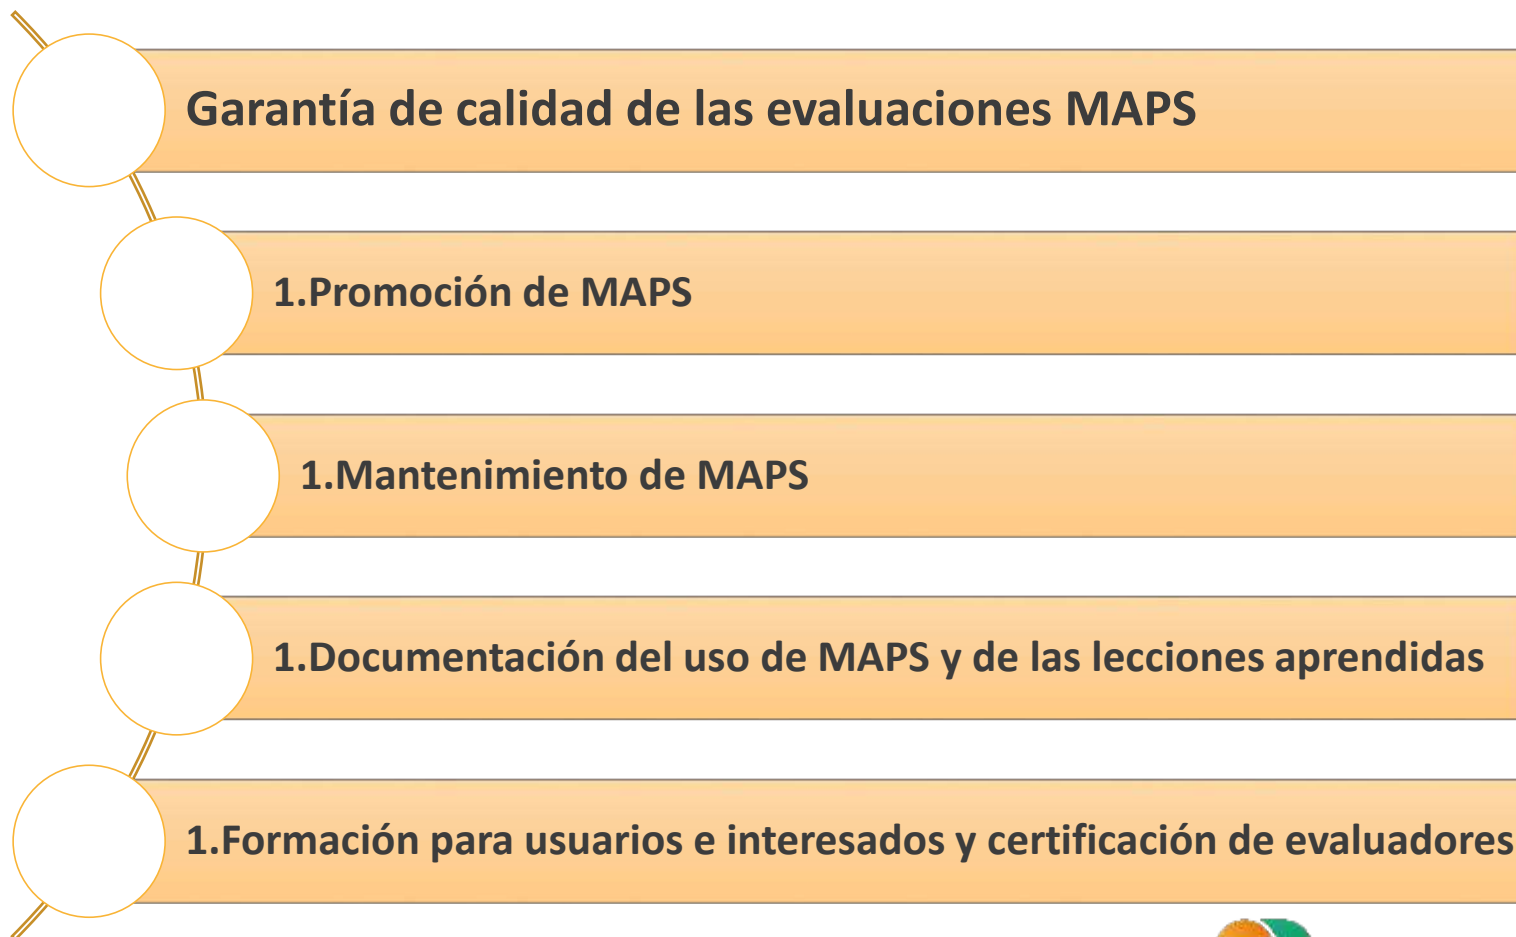 Garantía de calidad de las evaluaciones MAPS
1.Promoción de MAPS
1.Mantenimiento de MAPS
1.Documentación del uso de MAPS y de las lecciones aprendidas
1.Formación para usuarios e interesados y certificación de evaluadores